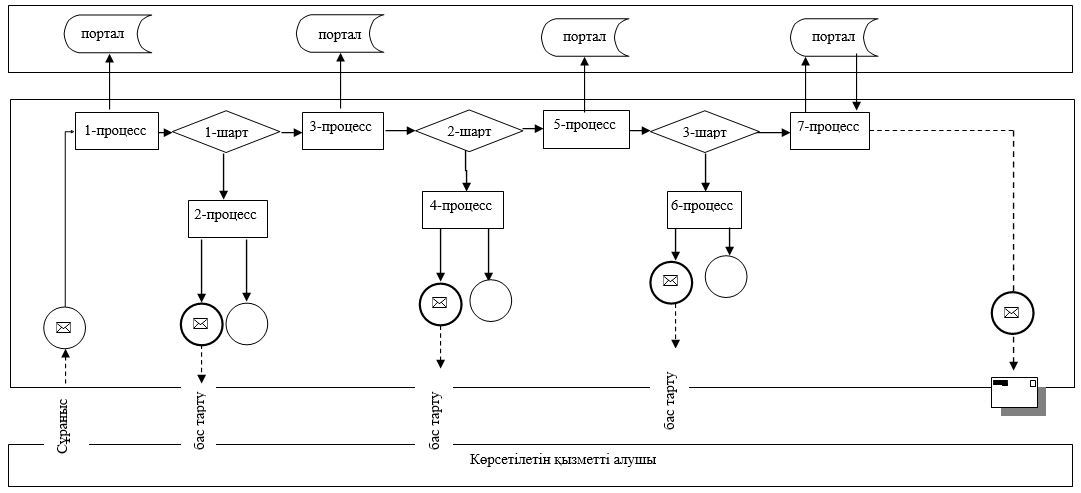 портал
портал
портал
портал
1-процесс
1-шарт
3-процесс
2-шарт
5-процесс
3-шарт
7-процесс
2-процесс
4-процесс
6-процесс
Сұраныс
бас тарту
бас тарту
бас тарту
Көрсетілетін қызметті алушы